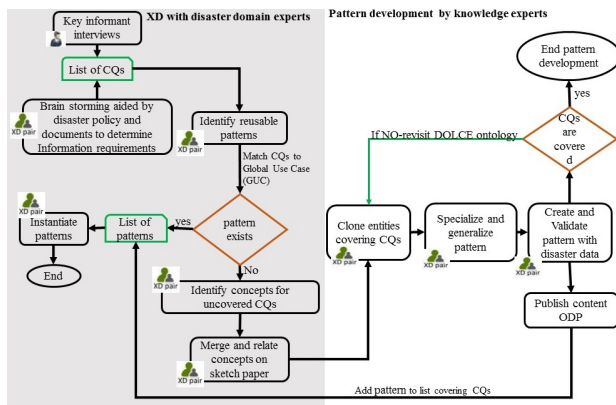 XD with disaster domain experts
Pattern development by knowledge experts
Key informant
interviews
List of CQs
Brain storming aided by
disaster policy and
documents to determine
Information requirements
XD pair
Identify reusable
patterns
XD pair
Match CQs to
Global Use Case
(GUC)
pattern
exists
yes
List of
patterns
Instantiate
patterns
XD pair
End
No
Identify concepts for
uncovered CQs
XD pair
Merge and relate
concepts on
sketch paper
XD pair
End pattern
development
yes
CQs
are
covere
d
If NO-revisit DOLCE ontology
Clone entities
covering CQs
XD pair
Specialize and
generalize
pattern
XD pair
Create and
Validate
pattern with
disaster data
XD pair
Publish content
ODP
Add pattern to list covering CQs